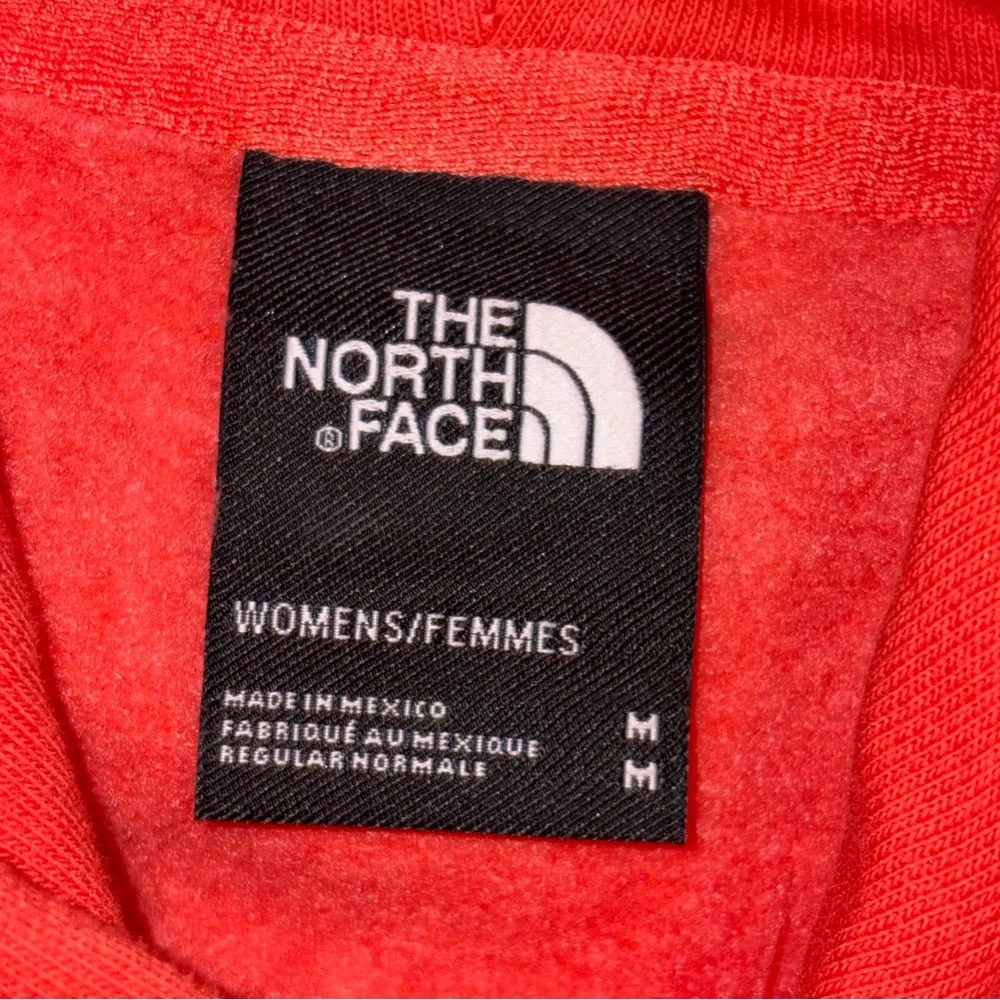 THE
NORTH
®FACE
WOMENS/FEMMES
MADE IN MEXICO
FABRIQUÉ AU MEXIQUE M
REGULAR NORMALE M